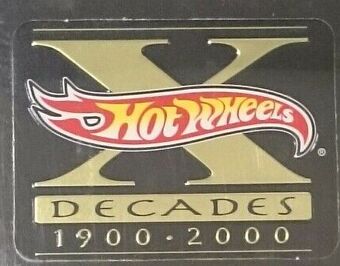 X
HOT WHEELS
®
DECADES
1900-2000